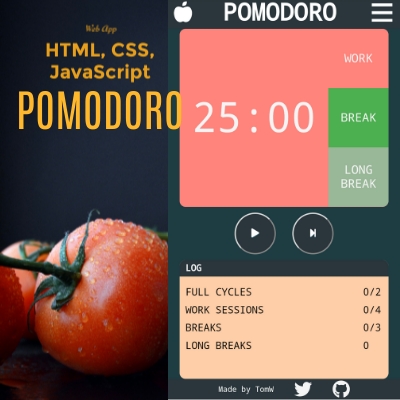 Web App
HTML, CSS,
JavaScript
POMODORO
POMODORO
25:00
WORK
BREAK
LONG
BREAK
LOG
FULL CYCLES 0/2
WORK SESSIONS 0/4
BREAKS 0/3
LONG BREAKS 0
Made by TomW